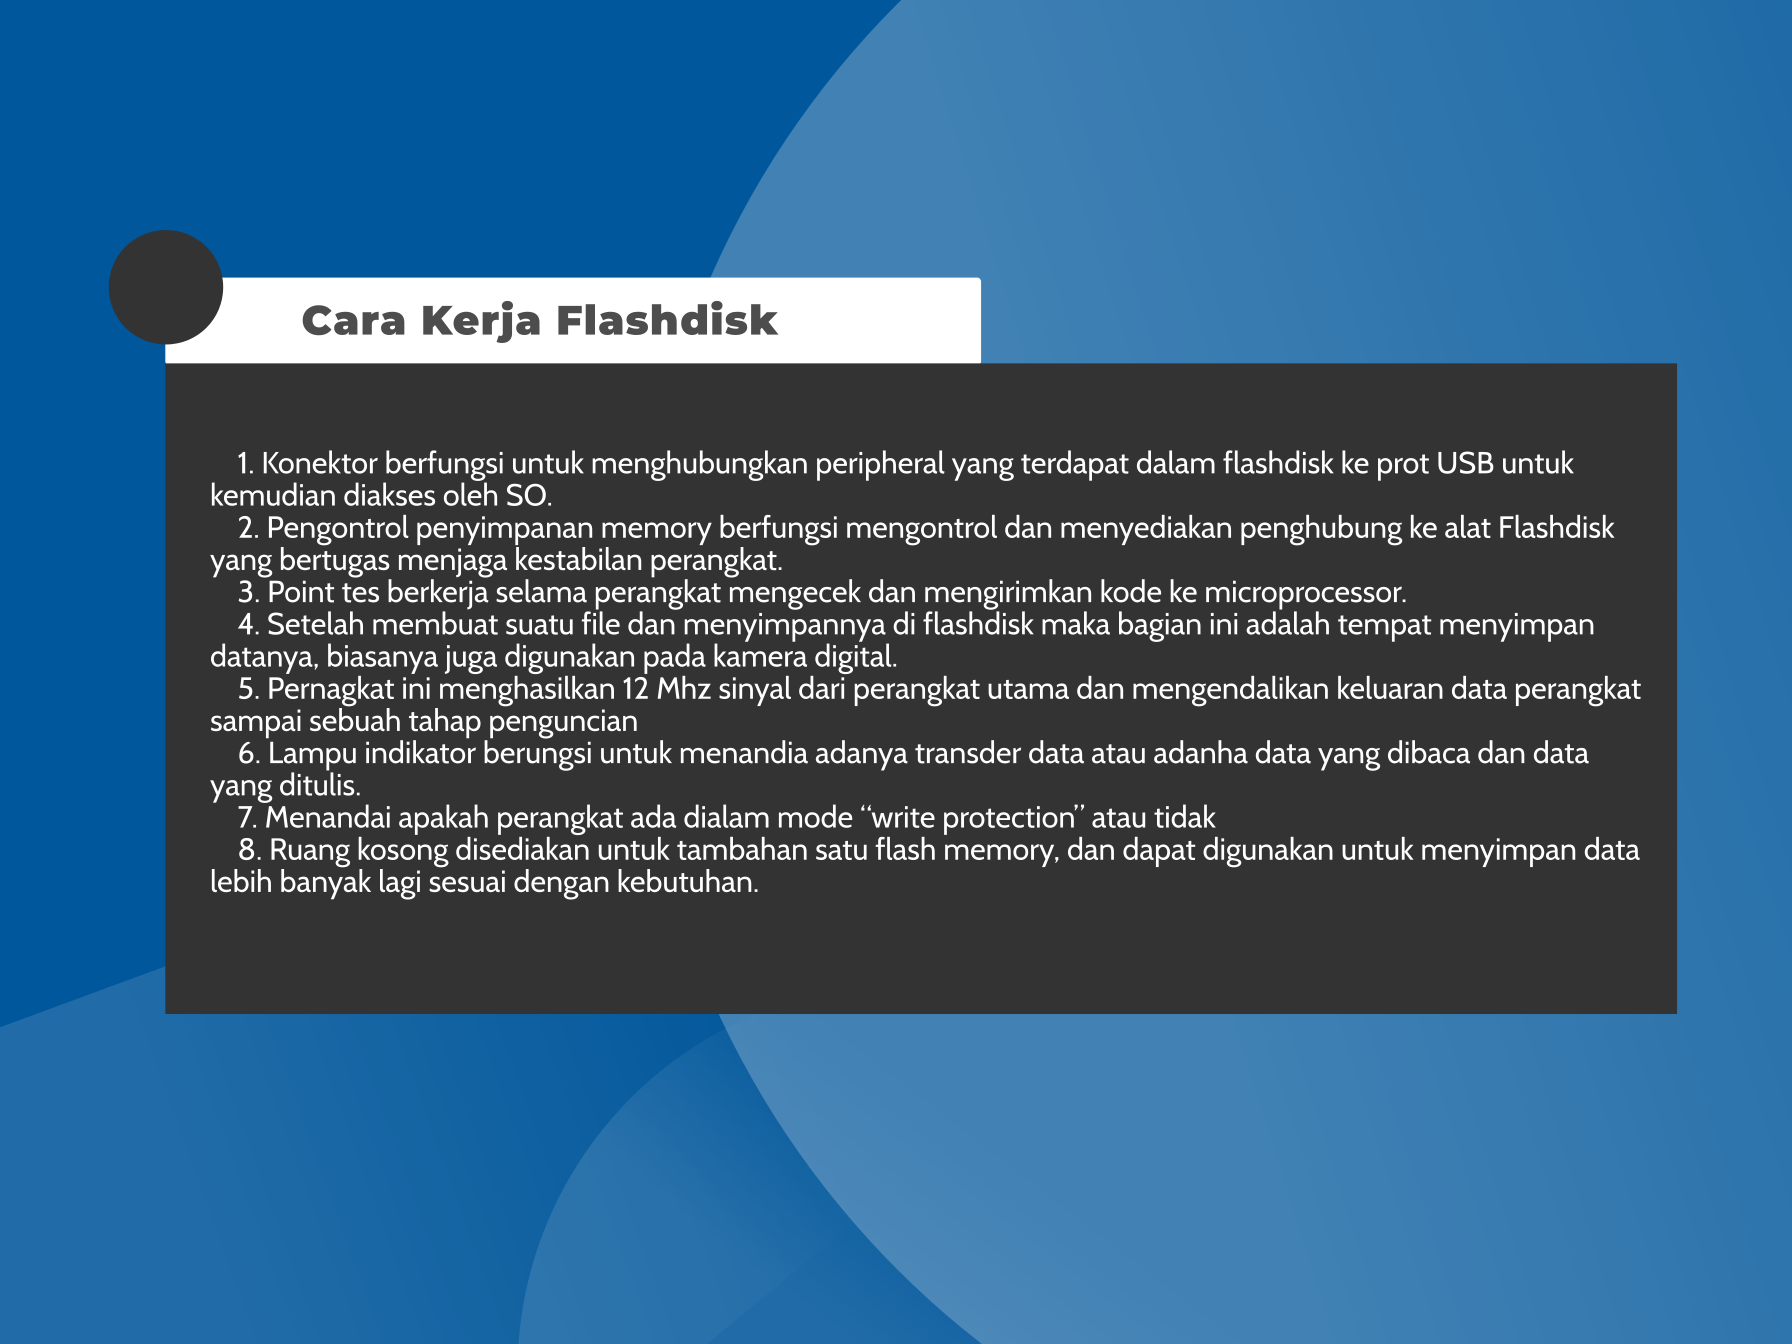 Cara Kerja Flashdisk
1. Konektor berfungsi untuk menghubungkan peripheral yang terdapat dalam flashdisk ke prot USB untuk
kemudian diakses oleh SO.
2. Pengontrol penyimpanan memory berfungsi mengontrol dan menyediakan penghubung ke alat Flashdisk
yang bertugas menjaga kestabilan perangkat.
3. Point tes berkerja selama perangkat mengecek dan mengirimkan kode ke microprocessor.
4. Setelah membuat suatu file dan menyimpannya di flashdisk maka bagian ini adalah tempat menyimpan
datanya, biasanya juga digunakan pada kamera digital.
5. Pernagkat ini menghasilkan 12 Mhz sinyal dari perangkat utama dan mengendalikan keluaran data perangkat
sampai sebuah tahap penguncian
6. Lampu indikator berungsi untuk menandia adanya transder data atau adanha data yang dibaca dan data
yang ditulis.
7. Menandai apakah perangkat ada dialam mode “write protection” atau tidak
8. Ruang kosong disediakan untuk tambahan satu flash memory, dan dapat digunakan untuk menyimpan data
lebih banyak lagi sesuai dengan kebutuhan.